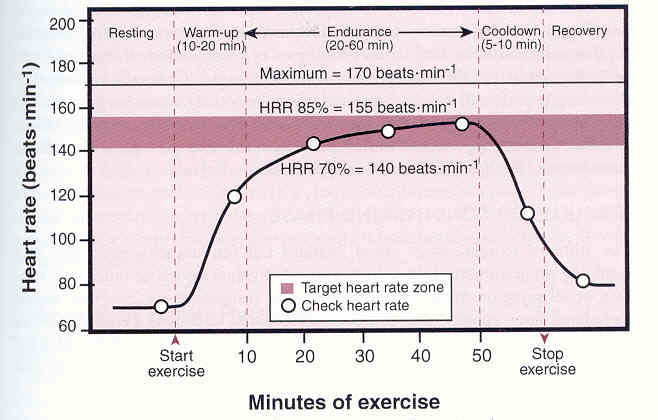 Resting
Warm-up
(10-20 min)
Endurance
(20-60 min)
Cooldown
(5-10 min)
Recovery
Maximum = 170 beats·min-1
HRR 85% = 155 beats·min-1
HRR 70% = 140 beats·min-1
Heart rate (beats·min-1)
200
180
160
140
120
100
80
60
Target heart rate zone
Check heart rate
Start
exercise
10
20
30
40
50
Stop
exercise
Minutes of exercise